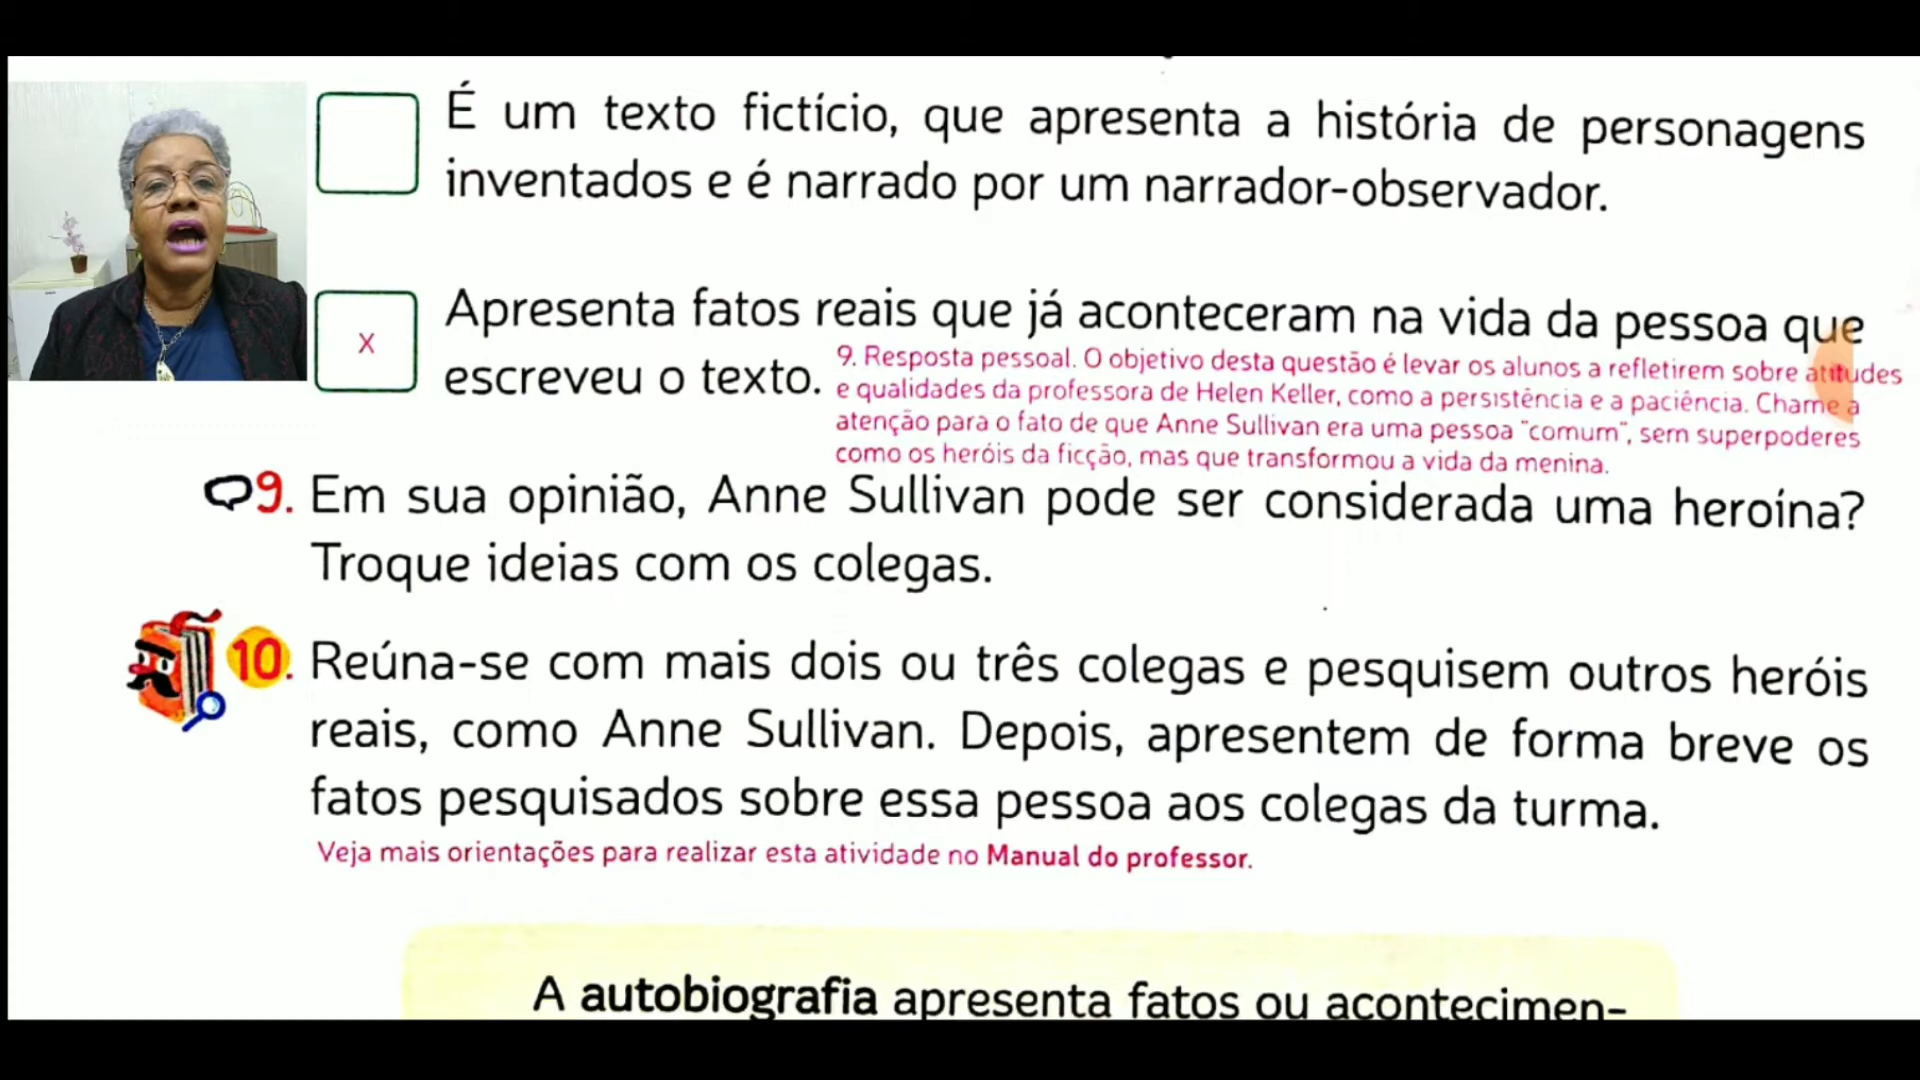 É um texto fictício, que apresenta a história de personagens
inventados e é narrado por um narrador-observador.
x
Apresenta fatos reais que já aconteceram na vida da pessoa que
escreveu o texto.
9. Resposta pessoal. O objetivo desta questão é levar os alunos a refletirem sobre atitudes
e qualidades da professora de Helen Keller, como a persistência e a paciência. Chame a
atenção para o fato de que Anne Sullivan era uma pessoa "comum", sem superpoderes
como os heróis da ficção, mas que transformou a vida da menina.
9. Em sua opinião, Anne Sullivan pode ser considerada uma heroína?
Troque ideias com os colegas.
10. Reúna-se com mais dois ou três colegas e pesquisem outros heróis
reais, como Anne Sullivan. Depois, apresentem de forma breve os
fatos pesquisados sobre essa pessoa aos colegas da turma.
Veja mais orientações para realizar esta atividade no Manual do professor.
A autobiografia apresenta fatos ou acontecimen-